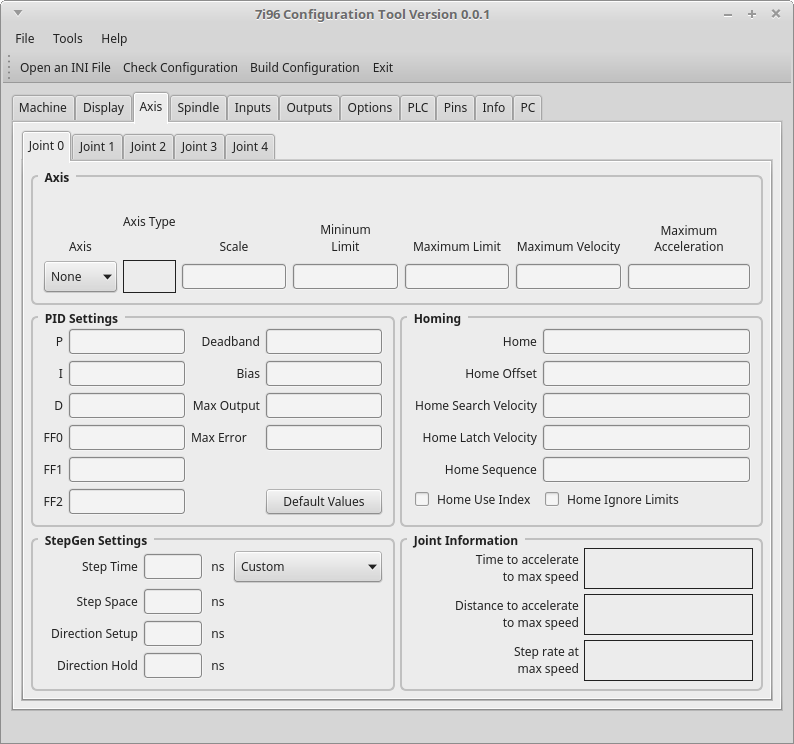 7i96 Configuration Tool Version 0.0.1
File Tools Help
Open an INI File Check Configuration Build Configuration Exit
Machine Display Axis Spindle Inputs Outputs Options PLC Pins Info PC
Joint 0 Joint 1 Joint 2 Joint 3 Joint 4
Axis
Axis
Axis Type
Scale
Mininum
Limit
Maximum Limit
Maximum Velocity
Maximum
Acceleration
None
PID Settings
P
Deadband
I
Bias
D
Max Output
FF0
Max Error
FF1
FF2
Default Values
Homing
Home
Home Offset
Home Search Velocity
Home Latch Velocity
Home Sequence
Home Use Index
Home Ignore Limits
StepGen Settings
Step Time ns Custom
Step Space ns
Direction Setup ns
Direction Hold ns
Joint Information
Time to accelerate
to max speed
Distance to accelerate
to max speed
Step rate at
max speed